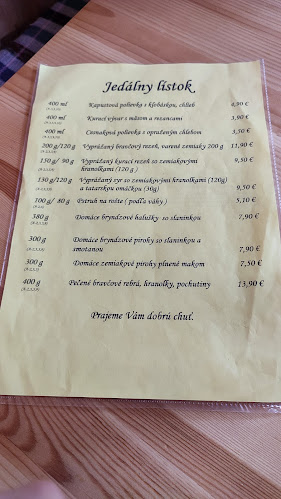 Jedálny lístok
400 ml Kapustová polievka s klobáskou, chlieb 4,90 €
400 ml Kurací vývar s mäsom a rezancami 3,90 €
400 ml Cesnaková polievka s opraženým chlebom 3,50 €
200 g/120 g Vyprážaný bravčový rezeň, varené zemiaky 200 g 11,90 €
150 g/ 90 g Vyprážaný kurací rezeň so zemiakovými
hranolkami (120 g ) 9,50 €
130 g/120 g Vyprážaný syr so zemiakovými hranolkami (120g)
a tatarskou omáčkou (50g) 9,50 €
100 g/ 80 g Pstruh na rošte ( podľa váhy ) 5,10 €
380 g Domáce bryndzové halušky so slaninkou 7,90 €
300 g Domáce bryndzové pirohy so slaninkou a
smotanou 7,90 €
300 g Domáce zemiakové pirohy plnené makom 7,50 €
400 g Pečené bravčové rebrá, hranolky, pochutiny 13,90 €
Prajeme Vám dobrú chuť.